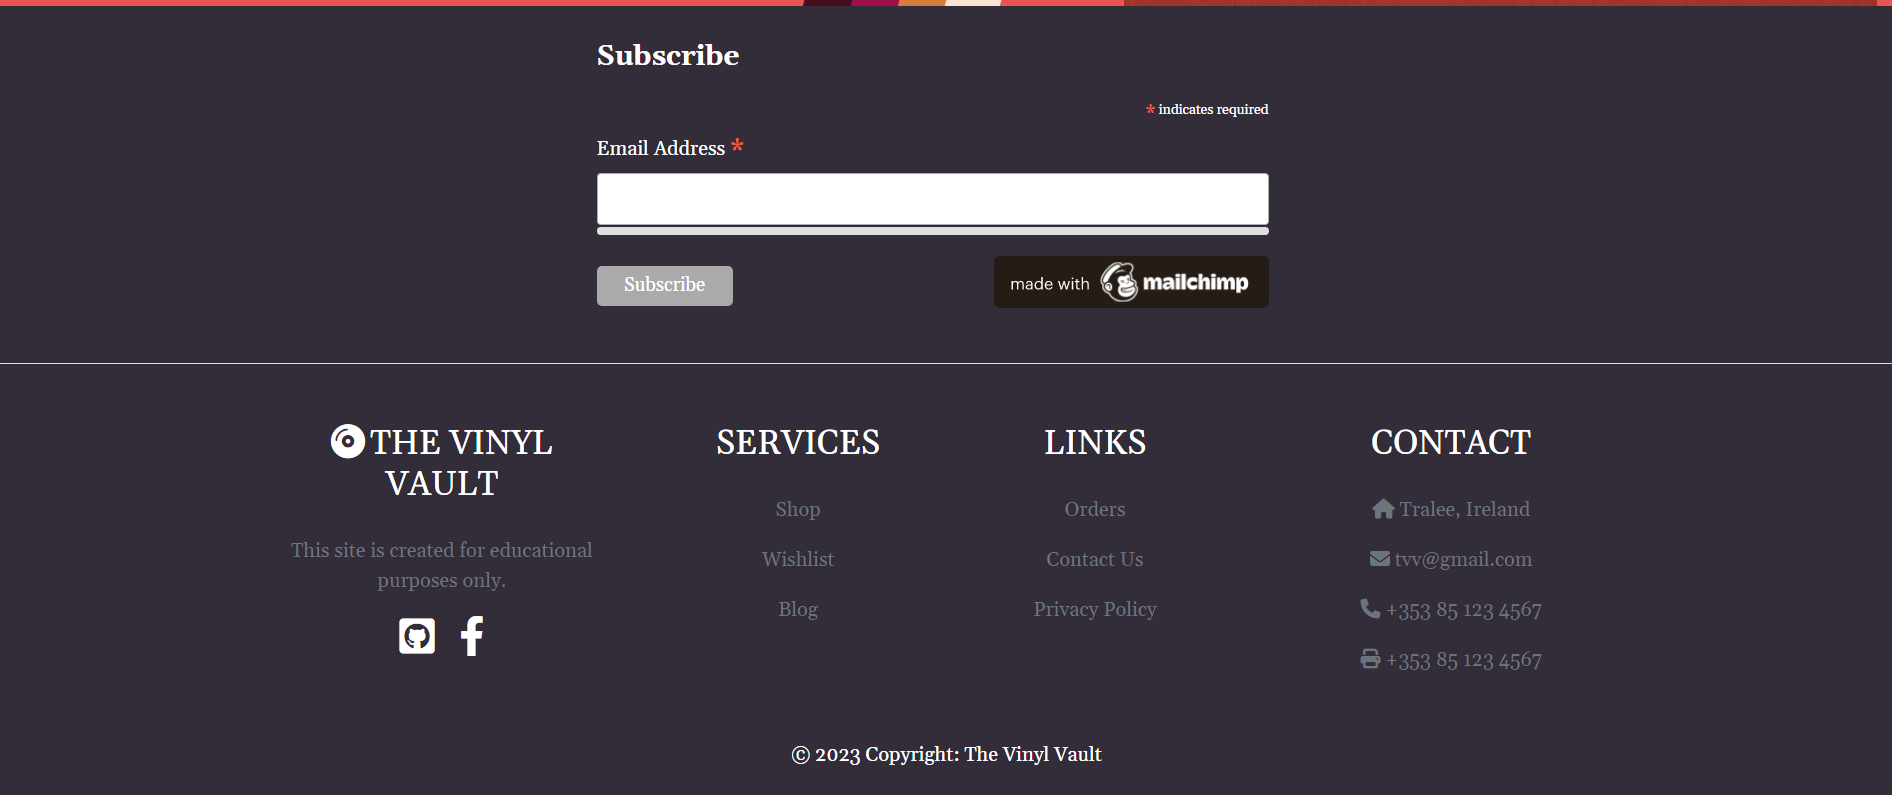 Subscribe
* indicates required
Email Address *
Subscribe
made with mailchimp
THE VINYL
VAULT
This site is created for educational
purposes only.
SERVICES
Shop
Wishlist
Blog
LINKS
Orders
Contact Us
Privacy Policy
CONTACT
Tralee, Ireland
tvv@gmail.com
+353 85 123 4567
+353 85 123 4567
© 2023 Copyright: The Vinyl Vault